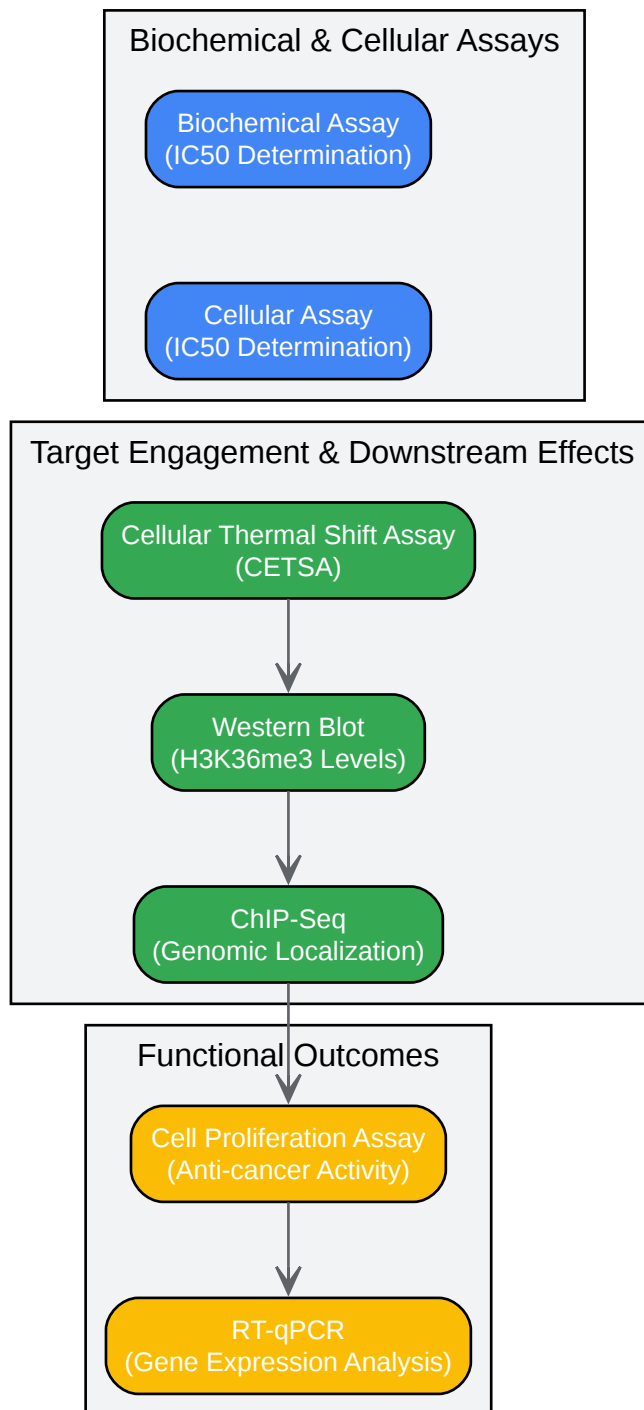 Biochemical & Cellular Assays
Biochemical Assay
(IC50 Determination)
Cellular Assay
(IC50 Determination)
Target Engagement & Downstream Effects
Cellular Thermal Shift Assay
(CETSA)
Western Blot
(H3K36me3 Levels)
ChIP-Seq
(Genomic Localization)
Functional Outcomes
Cell Proliferation Assay
(Anti-cancer Activity)
RT-qPCR
(Gene Expression Analysis)